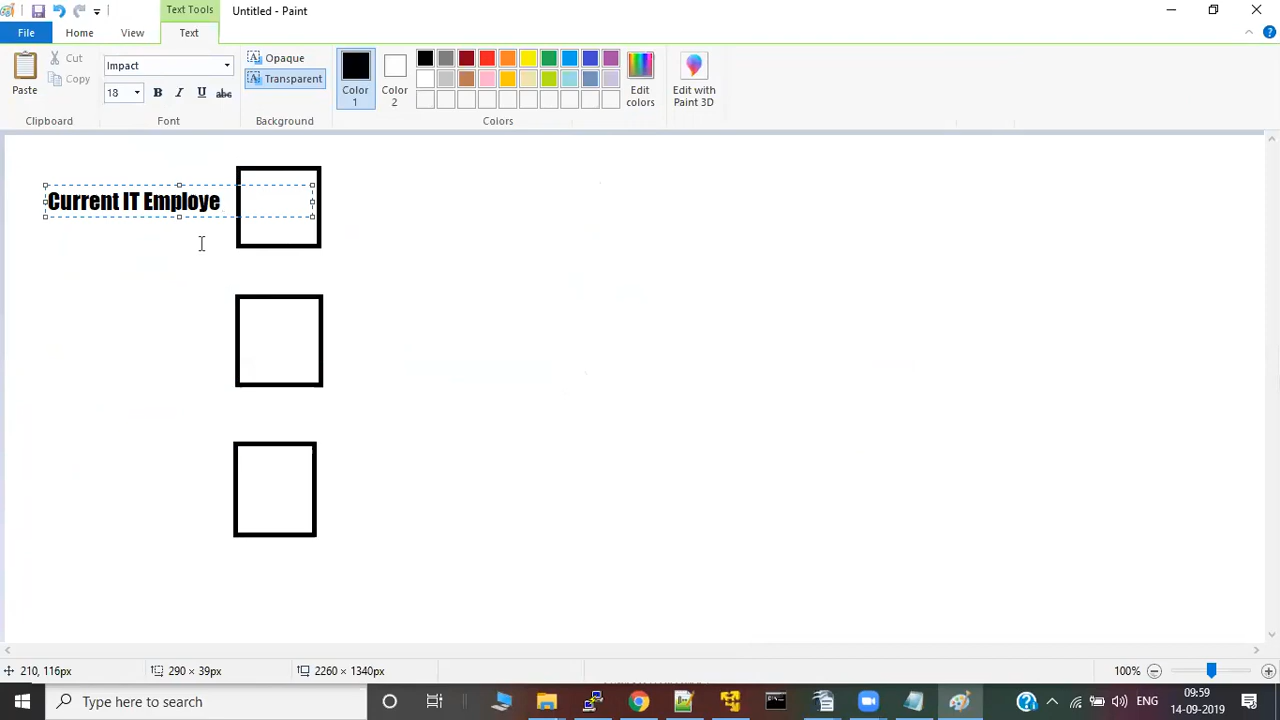 Text Tools
Untitled - Paint
File
Home
View
Text
Paste
Cut
Copy
Clipboard
Impact
18
B
I
U
abc
Font
Opaque
Transparent
Background
Color 1
Color 2
Edit colors
Edit with Paint 3D
Colors
Current IT Employe
210, 116px
290 × 39px
2260 × 1340px
100%
Type here to search
ENG
09:59
14-09-2019